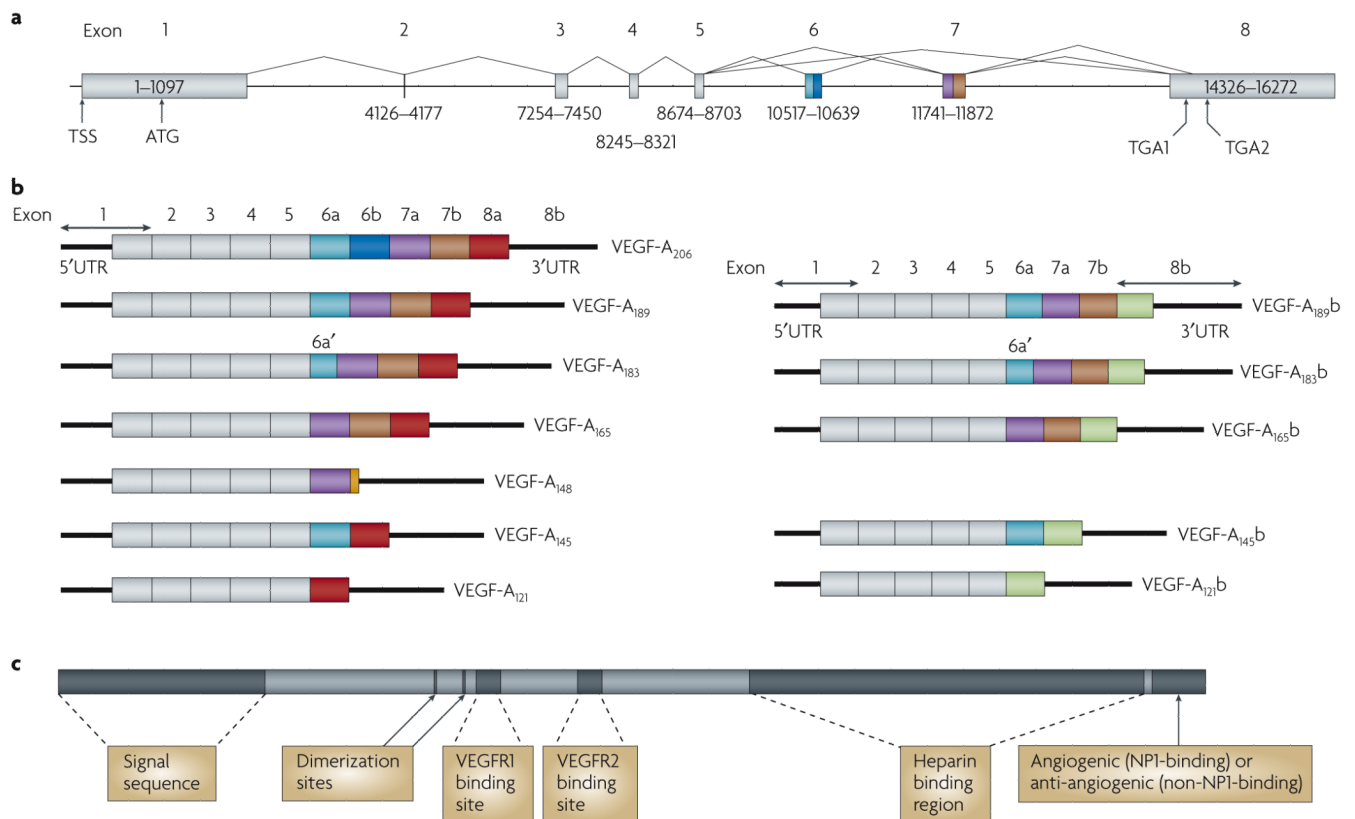 a
Exon 1 2 3 4 5 6 7 8
1–1097
14326–16272
4126–4177
7254–7450
8674–8703
10517–10639
11741–11872
8245–8321
TSS
ATG
TGA1
TGA2
b
Exon 1 2 3 4 5 6a 6b 7a 7b 8a 8b
5′UTR
3′UTR
VEGF-A206
VEGF-A189
6a′
VEGF-A183
VEGF-A165
VEGF-A148
VEGF-A145
VEGF-A121
Exon 1 2 3 4 5 6a 7a 7b 8b
5′UTR
3′UTR
VEGF-A189b
6a′
VEGF-A183b
VEGF-A165b
VEGF-A145b
VEGF-A121b
c
Signal
sequence
Dimerization
sites
VEGFR1
binding
site
VEGFR2
binding
site
Heparin
binding
region
Angiogenic (NP1-binding) or
anti-angiogenic (non-NP1-binding)